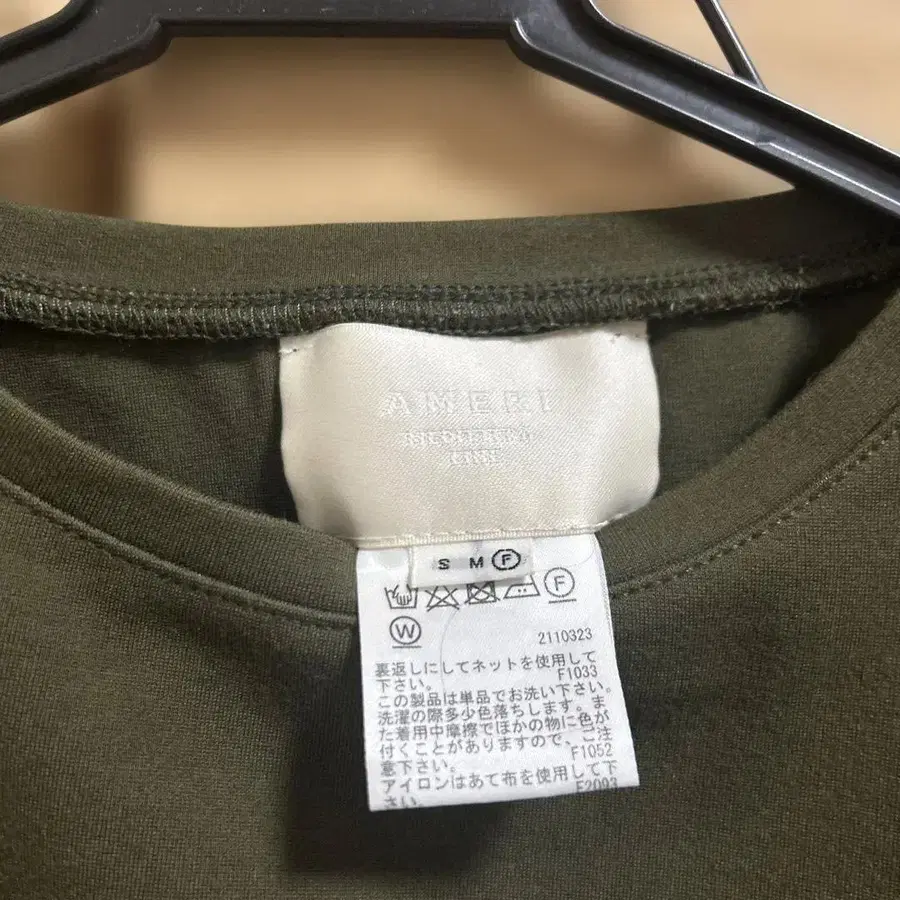 AMERI
S M F
F
W
2110323
裏返しにしてネットを使用して
下さい。 F1033
この製品は単品でお洗い下さい。
洗濯の際多少色落ちします。ま
た着用中摩擦でほかの物に色が
付くことがありますので、ご注
意下さい。 F1052
アイロンはあて布を使用して下
さい。 F2093